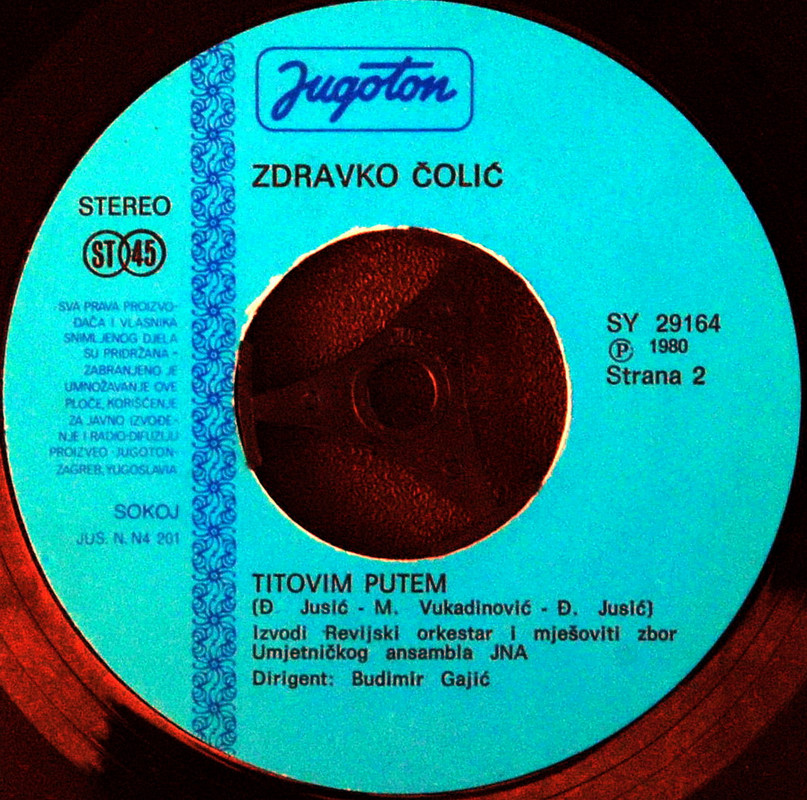 Jugoton
ZDRAVKO ČOLIĆ
STEREO
ST 45
SVA PRAVA PROIZVO-
ĐAČA I VLASNIKA
SNIMLJENOG DJELA
SU PRIDRŽANA -
ZABRANJENO JE
UMNOŽAVANJE OVE
PLOČE, KORIŠĆENJE
ZA JAVNO IZVOĐE-
NJE I RADIO-DIFUZIJU
PROIZVEO JUGOTON-
ZAGREB, YUGOSLAVIA
SOKOJ
JUS. N. N4 201
SY 29164
Ⓟ 1980
Strana 2
TITOVIM PUTEM
(Đ Jusić - M. Vukadinović - Đ. Jusić)
Izvodi Revijski orkestar i mješoviti zbor
Umjetničkog ansambla JNA
Dirigent: Budimir Gajić